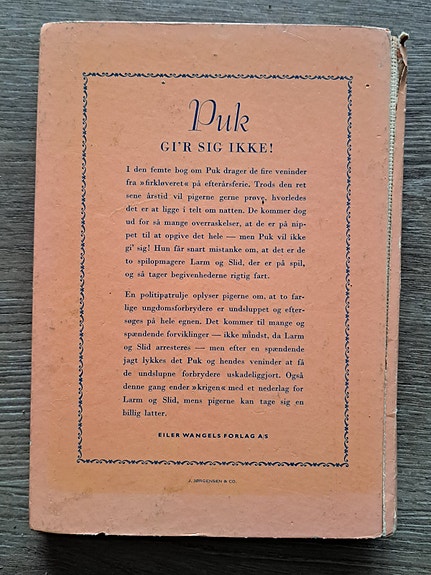 Puk
GI'R SIG IKKE!
I den femte bog om Puk drager de fire veninder
fra »firkløveret« på efterårsferie. Trods den ret
sene årstid vil pigerne gerne prøve, hvorledes
det er at ligge i telt om natten. De kommer dog
ud for så mange overraskelser, at de er på nip-
pet til at opgive det hele — men Puk vil ikke
gi' sig! Hun får snart mistanke om, at det er de
to spilopmagere Larm og Slid, der er på spil,
og så tager begivenhederne rigtig fart.
En politipatrulje oplyser pigerne om, at to far-
lige ungdomsforbrydere er undsluppet og efter-
søges på hele egnen. Det kommer til mange og
spændende forviklinger — ikke mindst, da Larm
og Slid arresteres — men efter en spændende
jagt lykkes det Puk og hendes veninder at få
de undslupne forbrydere uskadeliggjort. Også
denne gang ender »krigen« med et nederlag for
Larm og Slid, mens pigerne kan tage sig en
billig latter.
EILER WANGELS FORLAG A/S
J. JØRGENSEN & CO.